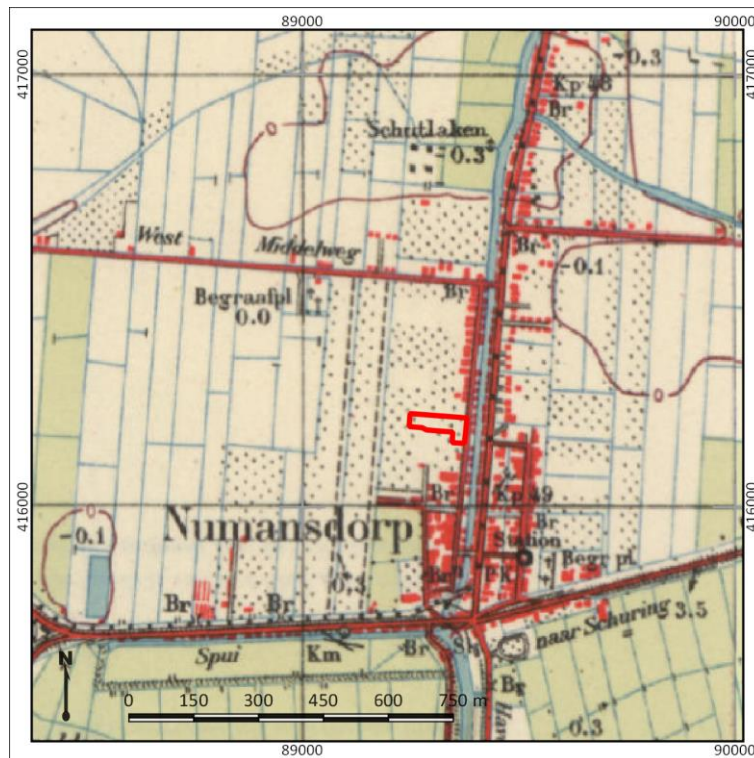 89000 90000
417000 417000
-0.3
Kp 48
Br
Schutlaken
-0.3
West Middelweg
Br
-0.1
Begraafpl
0.0
Br
416000 416000
Br Kp 49
Numansdorp
Br
-0.1
Station
Begr pl
Br
Br Br
naar Schuring
3.5
Spui Km
Br
N
Br
0 150 300 450 600 750 m
0.3
89000 90000